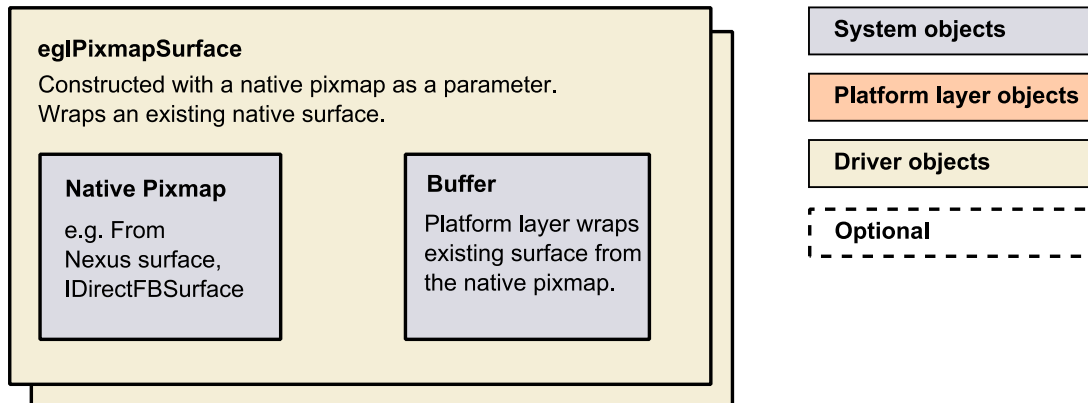 eglPixmapSurface
Constructed with a native pixmap as a parameter.
Wraps an existing native surface.
Native Pixmap
e.g. From
Nexus surface,
IDirectFBSurface
Buffer
Platform layer wraps
existing surface from
the native pixmap.
System objects
Platform layer objects
Driver objects
Optional